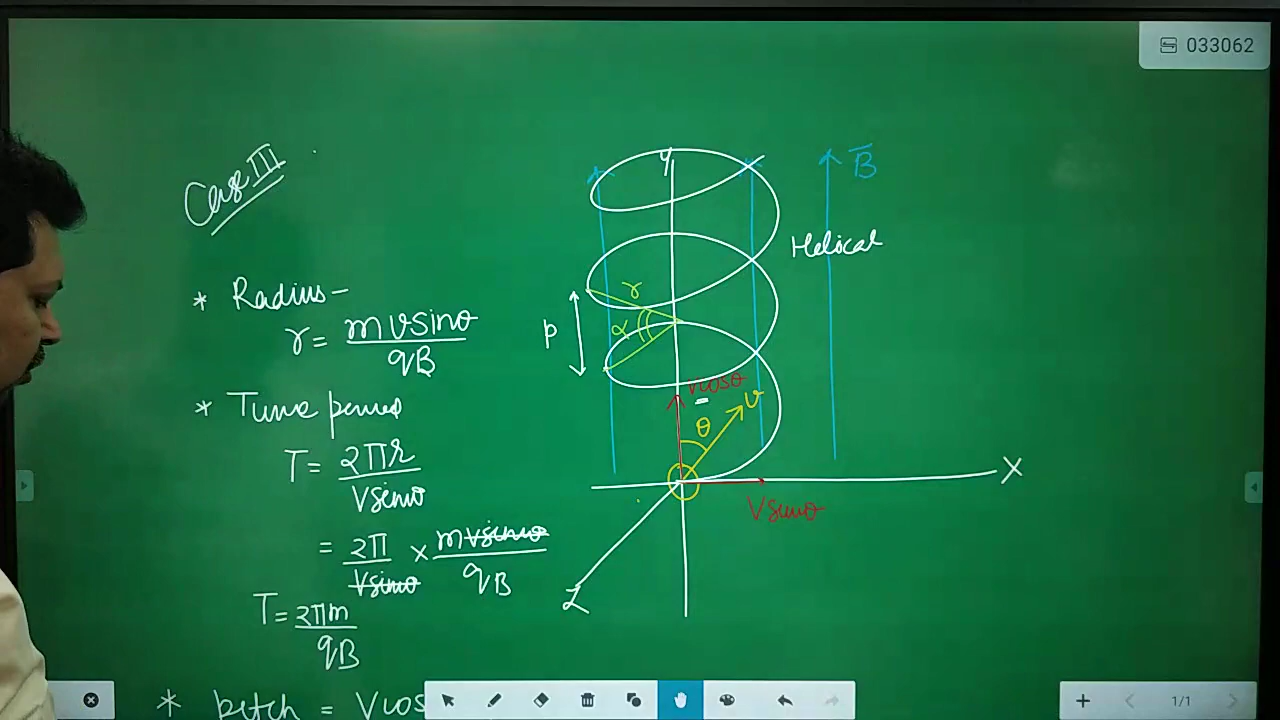 033062
Case III
B
Helical
* Radius -
r = mvsinθ / qB
r
α
p
* Time period
T = 2πr / Vsinθ
vcosθ
v
θ
X
Vsinθ
= 2π / Vsinθ × mvsinθ / qB
Z
T = 2πm / qB
* pitch = Vcos
1/1
y